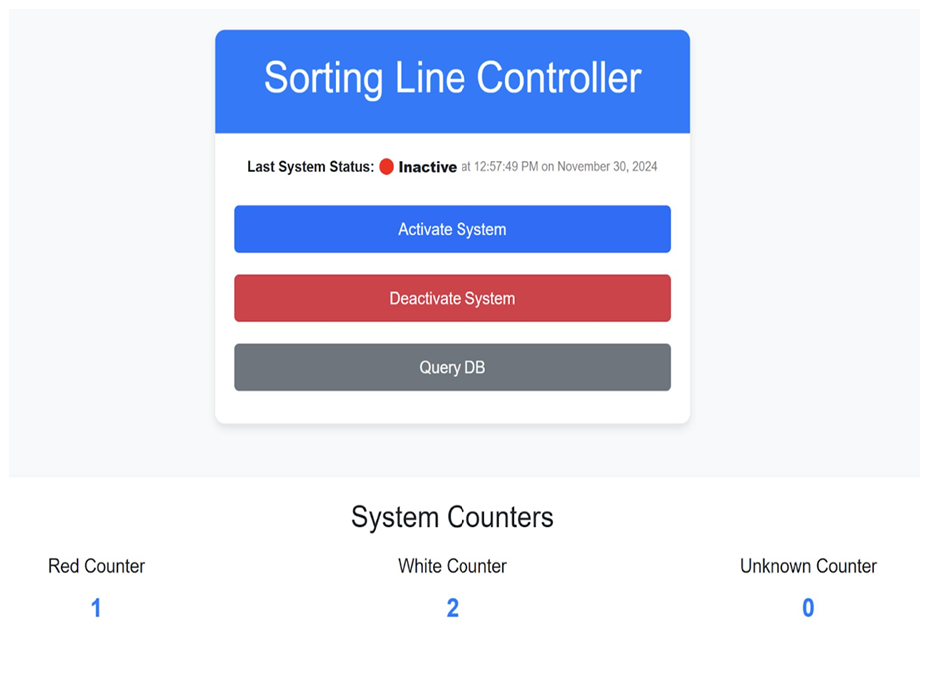 Sorting Line Controller
Last System Status: Inactive at 12:57:49 PM on November 30, 2024
Activate System
Deactivate System
Query DB
System Counters
Red Counter White Counter Unknown Counter
1 2 0